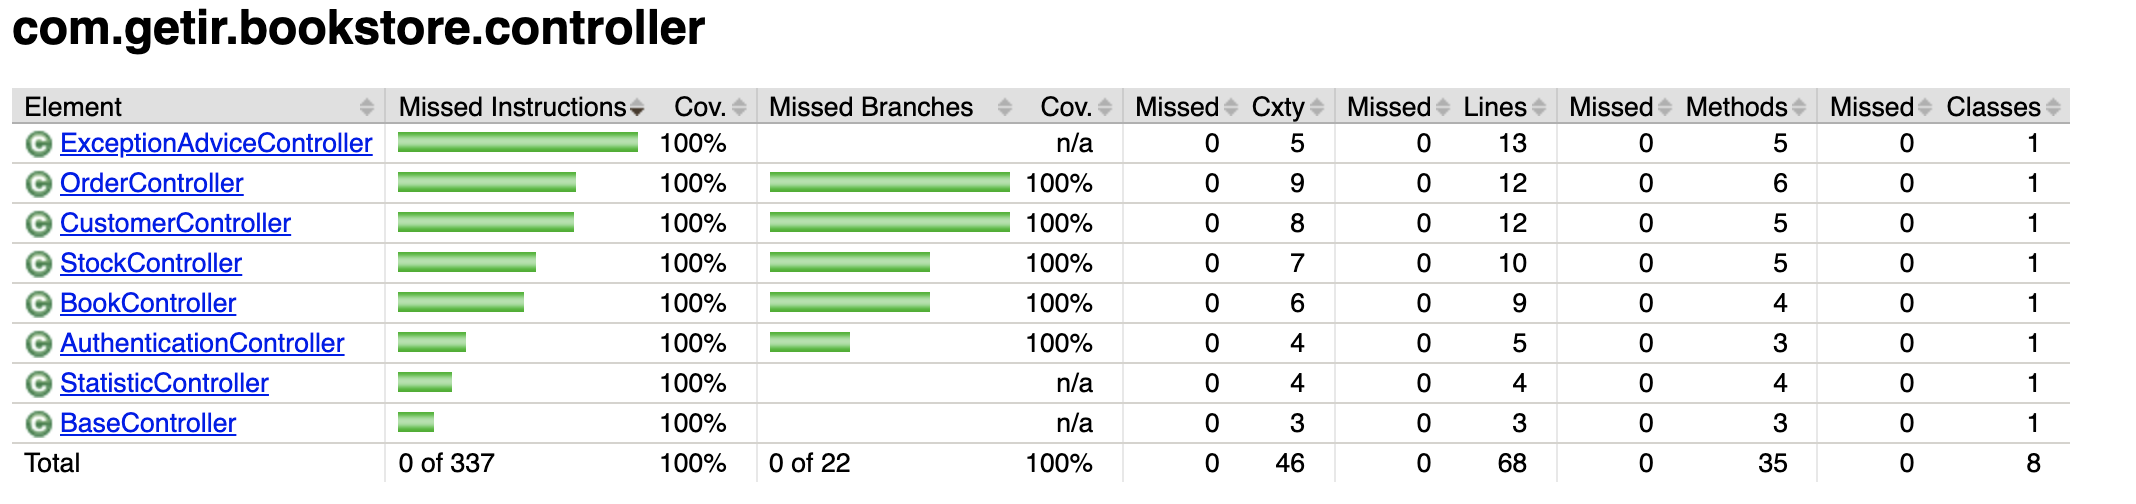 com.getir.bookstore.controller
Element Missed Instructions Cov. Missed Branches Cov. Missed Cxty Missed Lines Missed Methods Missed Classes
C ExceptionAdviceController 100% n/a 0 5 0 13 0 5 0 1
C OrderController 100% 100% 0 9 0 12 0 6 0 1
C CustomerController 100% 100% 0 8 0 12 0 5 0 1
C StockController 100% 100% 0 7 0 10 0 5 0 1
C BookController 100% 100% 0 6 0 9 0 4 0 1
C AuthenticationController 100% 100% 0 4 0 5 0 3 0 1
C StatisticController 100% n/a 0 4 0 4 0 4 0 1
C BaseController 100% n/a 0 3 0 3 0 3 0 1
Total 0 of 337 100% 0 of 22 100% 0 46 0 68 0 35 0 8